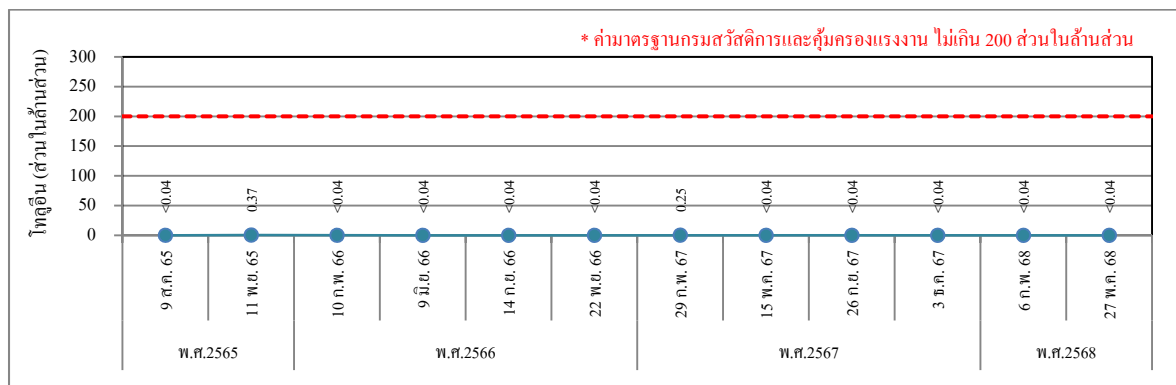 * ค่ามาตรฐานกรมสวัสดิการและคุ้มครองแรงงาน ไม่เกิน 200 ส่วนในล้านส่วน
โทลูอีน (ส่วนในล้านส่วน)
300
250
200
150
100
50
0
<0.04 0.37 <0.04 <0.04 <0.04 <0.04 0.25 <0.04 <0.04 <0.04 <0.04 <0.04
9 ส.ค. 65 11 พ.ย. 65 10 ก.พ. 66 9 มิ.ย. 66 14 ก.ย. 66 22 พ.ย. 66 29 ก.พ. 67 15 พ.ค. 67 26 ก.ย. 67 3 ธ.ค. 67 6 ก.พ. 68 27 พ.ค. 68
พ.ศ.2565 พ.ศ.2566 พ.ศ.2567 พ.ศ.2568